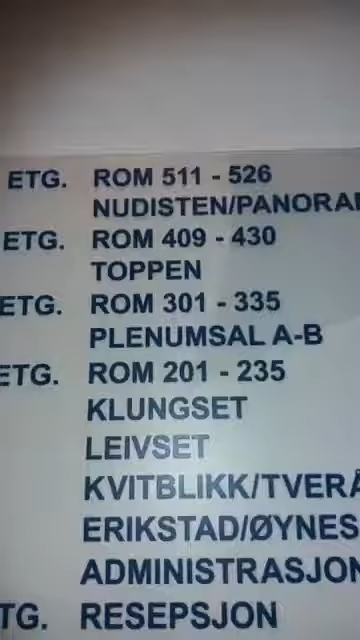 ETG. ROM 511 - 526
NUDISTEN/PANORA
ETG. ROM 409 - 430
TOPPEN
ETG. ROM 301 - 335
PLENUMSAL A-B
ETG. ROM 201 - 235
KLUNGSET
LEIVSET
KVITBLIKK/TVERÅ
ERIKSTAD/ØYNES
ADMINISTRASJON
TG. RESEPSJON